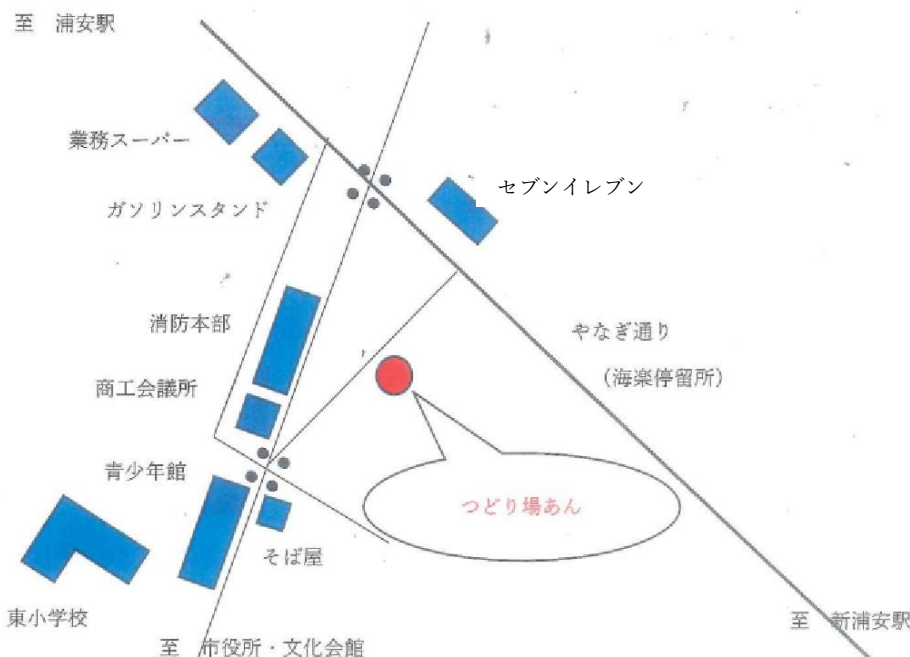 至　浦安駅
業務スーパー
セブンイレブン
ガソリンスタンド
消防本部
やなぎ通り
（海楽停留所）
商工会議所
青少年館
つどり場あん
そば屋
東小学校
至　新浦安駅
至　市役所・文化会館